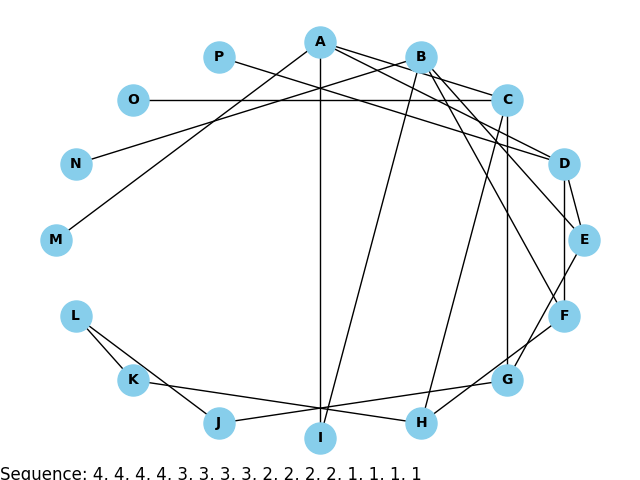 A
B
P
C
O
N
D
M
E
L
F
K
G
J
H
I
Sequence: 4, 4, 4, 4, 3, 3, 3, 3, 2, 2, 2, 2, 1, 1, 1, 1